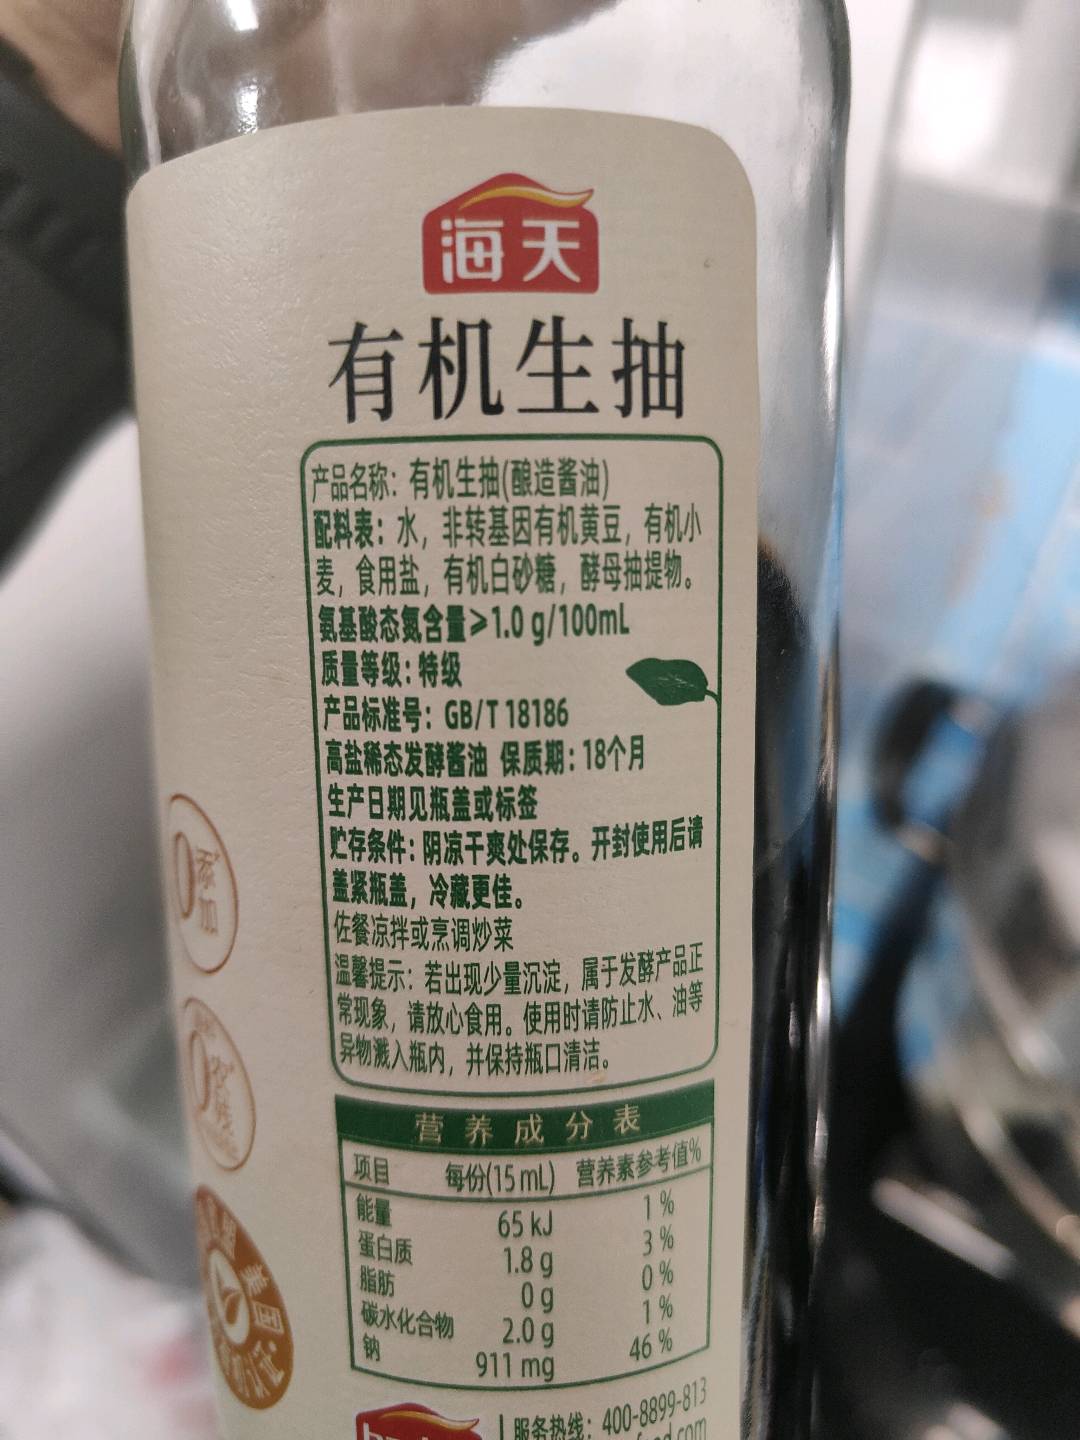 海天
有机生抽
产品名称：有机生抽(酿造酱油)
配料表：水，非转基因有机黄豆，有机小
麦，食用盐，有机白砂糖，酵母抽提物。
氨基酸态氮含量≥1.0 g/100mL
质量等级：特级
产品标准号：GB/T 18186
高盐稀态发酵酱油 保质期：18个月
生产日期见瓶盖或标签
贮存条件：阴凉干爽处保存。开封使用后请
盖紧瓶盖，冷藏更佳。
佐餐凉拌或烹调炒菜
温馨提示：若出现少量沉淀，属于发酵产品正
常现象，请放心食用。使用时请防止水、油等
异物溅入瓶内，并保持瓶口清洁。
0添加
0农残
营养成分表
项目 每份(15 mL) 营养素参考值%
能量 65 kJ 1 %
蛋白质 1.8 g 3 %
脂肪 0 g 0 %
碳水化合物 2.0 g 1 %
钠 911 mg 46 %
服务热线：400-8899-813